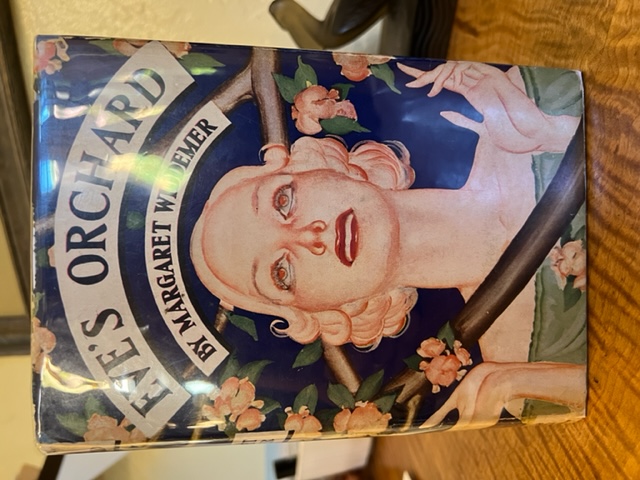 EVE'S ORCHARD
BY MARGARET WIDDEMER